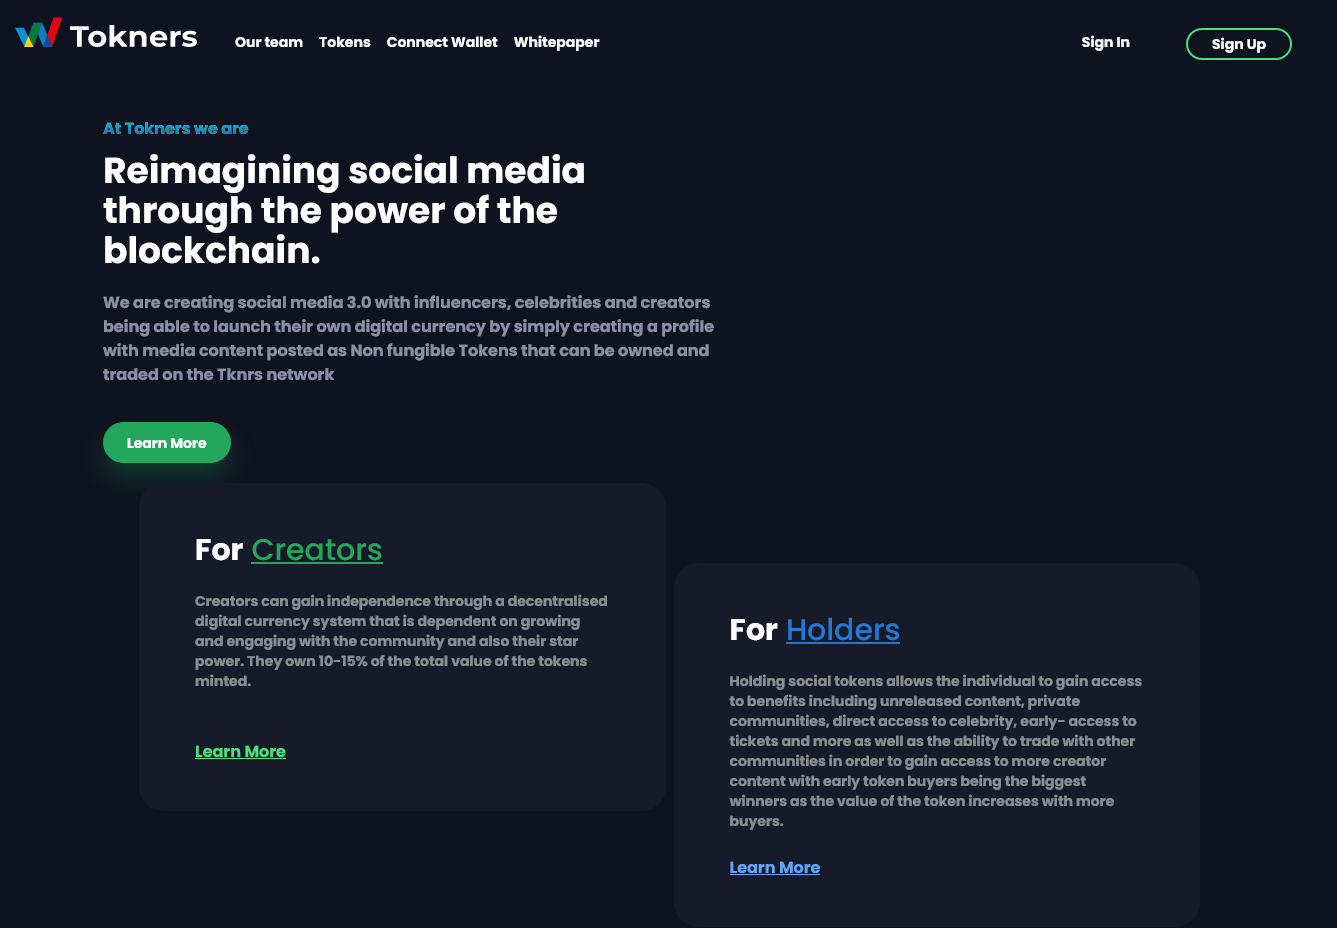 Tokners
Our team
Tokens
Connect Wallet
Whitepaper
Sign In
Sign Up
At Tokners we are
Reimagining social media
through the power of the
blockchain.
We are creating social media 3.0 with influencers, celebrities and creators
being able to launch their own digital currency by simply creating a profile
with media content posted as Non fungible Tokens that can be owned and
traded on the Tknrs network
Learn More
For Creators
Creators can gain independence through a decentralised
digital currency system that is dependent on growing
and engaging with the community and also their star
power. They own 10-15% of the total value of the tokens
minted.
Learn More
For Holders
Holding social tokens allows the individual to gain access
to benefits including unreleased content, private
communities, direct access to celebrity, early- access to
tickets and more as well as the ability to trade with other
communities in order to gain access to more creator
content with early token buyers being the biggest
winners as the value of the token increases with more
buyers.
Learn More